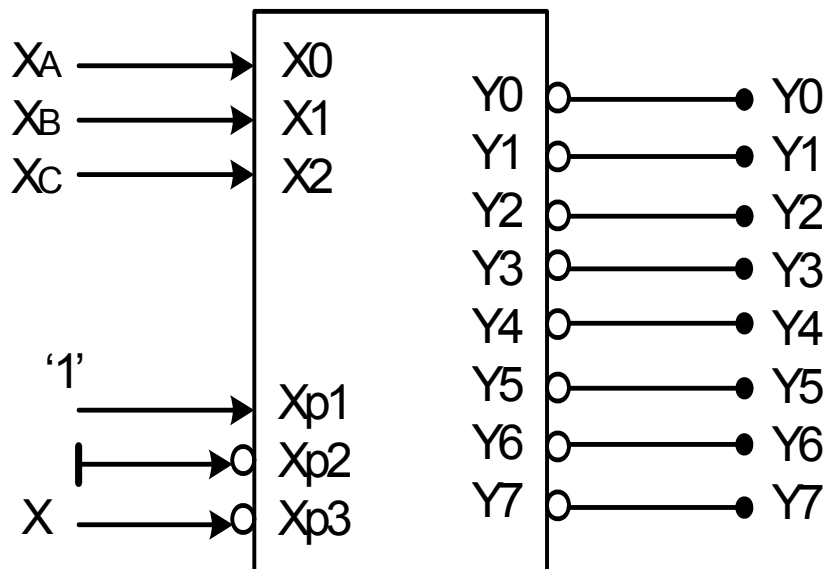 XA X0
XB X1
XC X2
‘1’
Xp1
Xp2
X Xp3
Y0 Y0
Y1 Y1
Y2 Y2
Y3 Y3
Y4 Y4
Y5 Y5
Y6 Y6
Y7 Y7